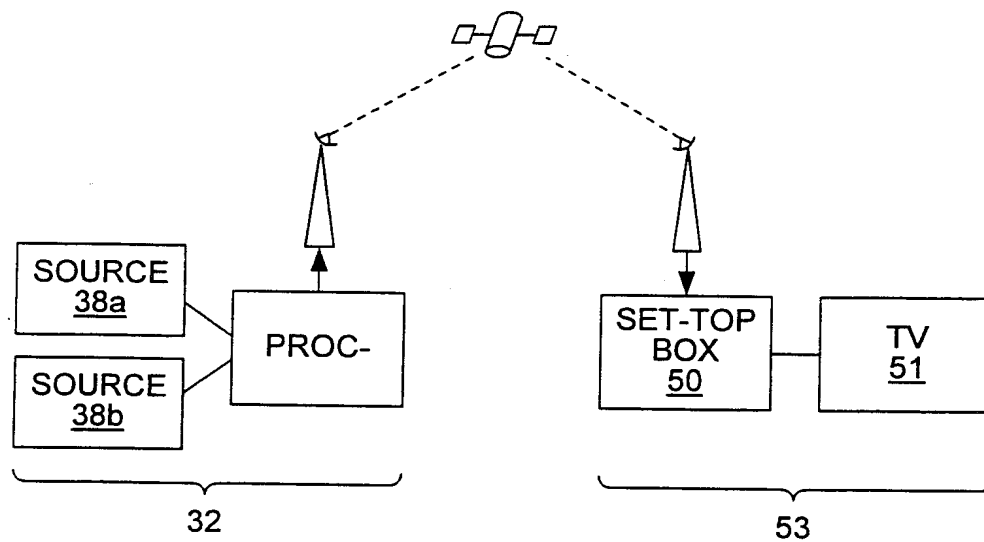 SOURCE
38a
SOURCE
38b
PROC-
32
SET-TOP
BOX
50
TV
51
53